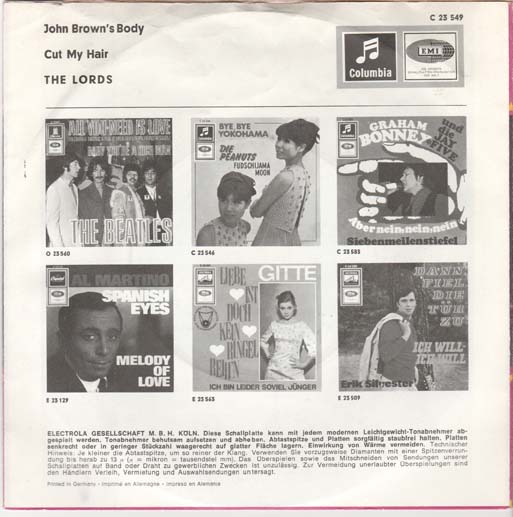 John Brown's Body
C 23 549
Cut My Hair
THE LORDS
Columbia
EMI
ALL YOU NEED IS LOVE
BABY YOU'RE A RICH MAN
THE BEATLES
BYE, BYE
YOKOHAMA
DIE
PEANUTS
FUDSCHIJAMA
MOON
GRAHAM
BONNEY
und
die
JAY
FIVE
Aber nein, nein, nein
Siebenmeilenstiefel
O 23 560
C 23 546
C 23 585
AL MARTINO
SPANISH
EYES
MELODY
OF
LOVE
GITTE
LIEBE
IST
DOCH
KEIN
RINGEL
REIHN
ICH BIN LEIDER SOVIEL JÜNGER
DANN
FIEL
DIE
TÜR
ZU
ICH WILL-
ICH WILL
Erik Silvester
E 23 129
E 23 563
E 23 509
ELECTROLA GESELLSCHAFT M. B. H. KÖLN. Diese Schallplatte kann mit jedem modernen Leichtgewicht-Tonabnehmer ab-
gespielt werden. Tonabnehmer behutsam aufsetzen und abheben. Abtastspitze und Platten sorgfältig staubfrei halten. Platten
senkrecht oder in geringer Stückzahl waagerecht auf glatter Fläche lagern. Einwirkung von Wärme vermeiden. Technischer
Hinweis: Je kleiner die Abtastspitze, um so reiner der Klang. Verwenden Sie vorzugsweise Diamanten mit einer Spitzenverrun-
dung bis herab zu 13 µ (µ = mikron = tausendstel mm). Das Überspielen sowie das Mitschneiden von Sendungen unserer
Schallplatten auf Band oder Draht zu gewerblichen Zwecken ist unzulässig. Zur Vermeidung unerlaubter Überspielungen sind
den Händlern Verleih, Vermietung und Auswahlsendungen untersagt.
Printed in Germany - Imprimé en Allemagne - Impreso en Alemania